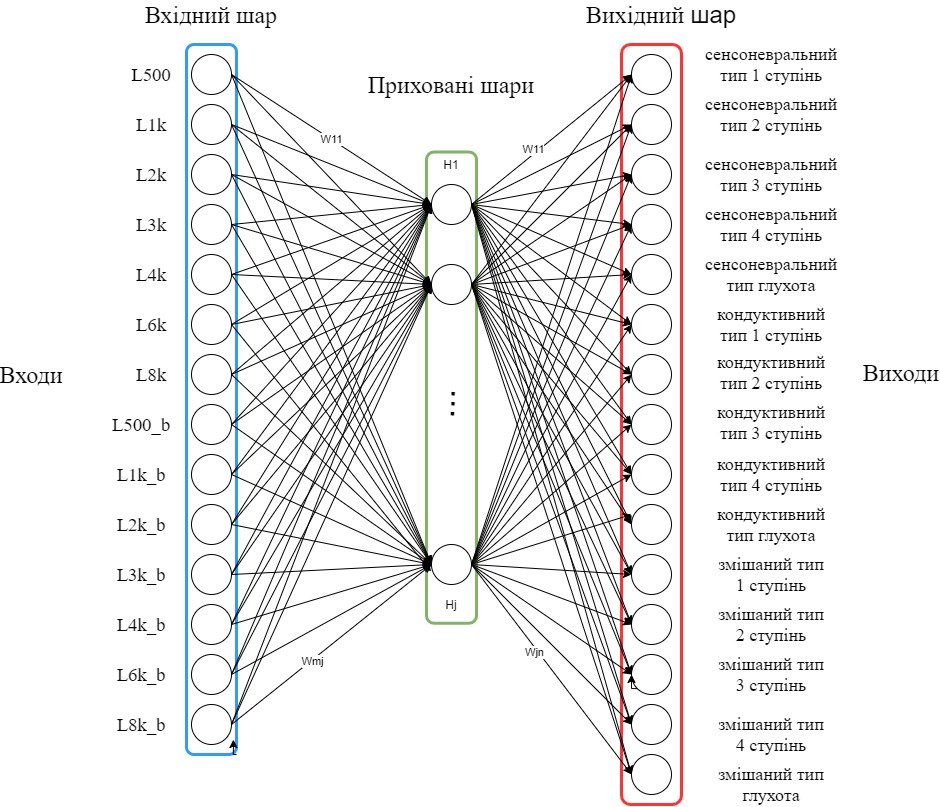 Вхідний шар
Вихідний шар
Приховані шари
Входи
L500
L1k
L2k
L3k
L4k
L6k
L8k
L500_b
L1k_b
L2k_b
L3k_b
L4k_b
L6k_b
L8k_b
W11
Wmj
H1
⋮
Hj
W11
Wjn
сенсоневральний
тип 1 ступінь
сенсоневральний
тип 2 ступінь
сенсоневральний
тип 3 ступінь
сенсоневральний
тип 4 ступінь
сенсоневральний
тип глухота
кондуктивний
тип 1 ступінь
кондуктивний
тип 2 ступінь
кондуктивний
тип 3 ступінь
кондуктивний
тип 4 ступінь
кондуктивний
тип глухота
змішаний тип
1 ступінь
змішаний тип
2 ступінь
змішаний тип
3 ступінь
змішаний тип
4 ступінь
змішаний тип
глухота
Виходи